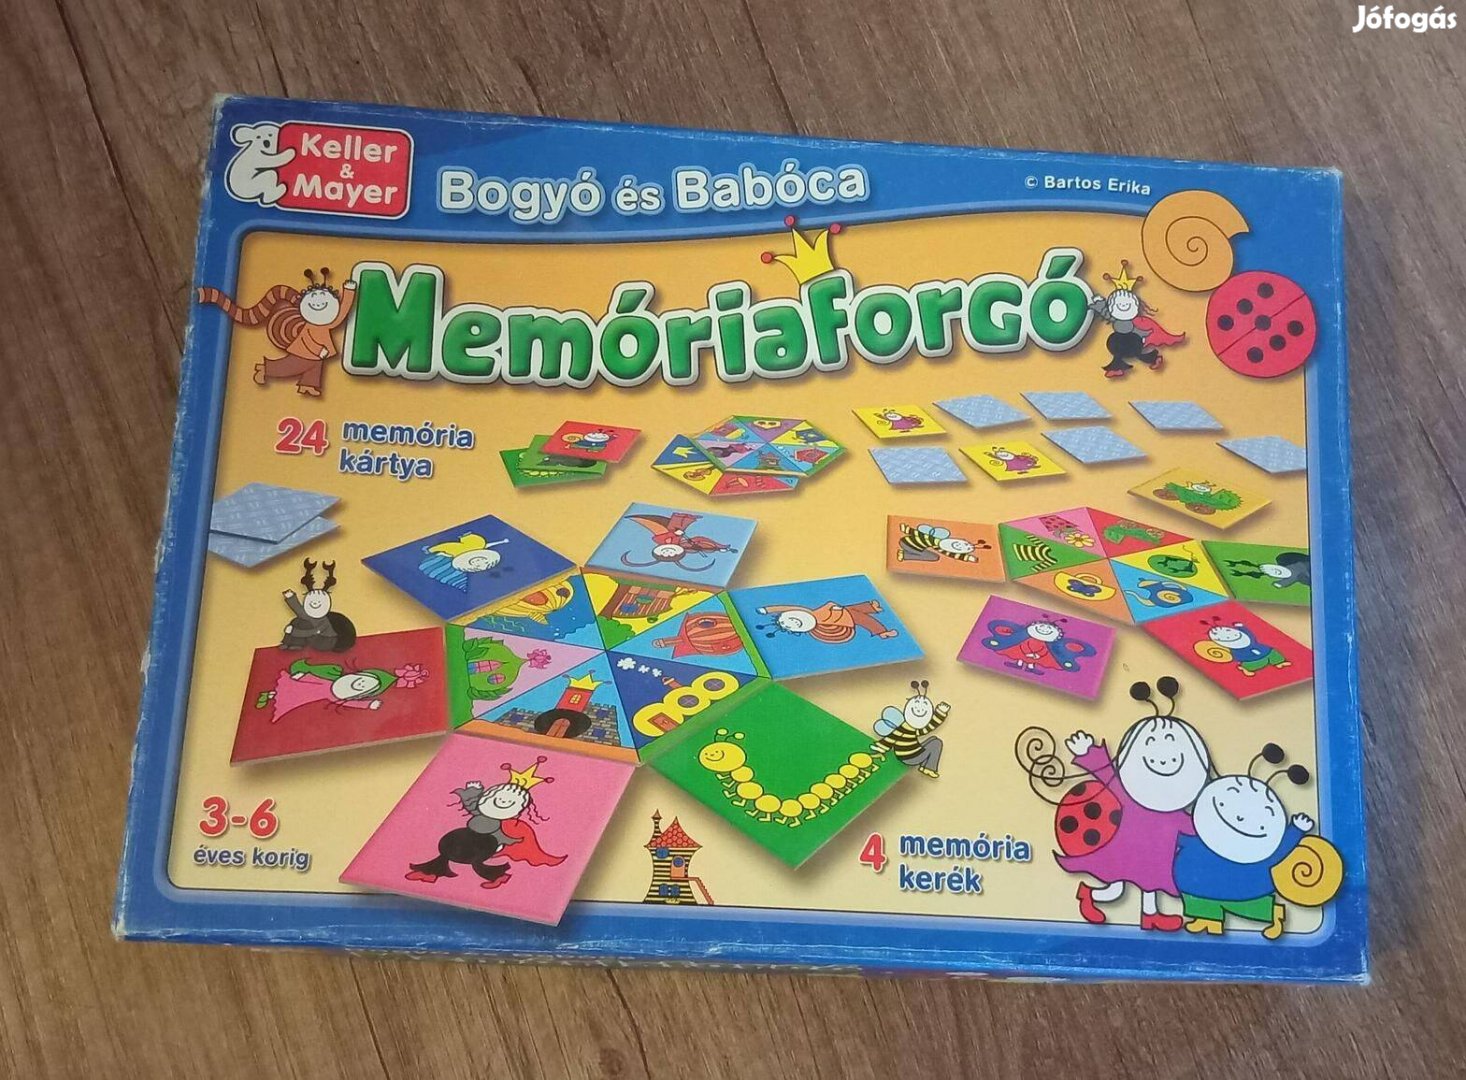 Jófogás
Keller
&
Mayer
Bogyó és Babóca
© Bartos Erika
Memóriaforgó
24 memória
kártya
3-6
éves korig
4 memória
kerék